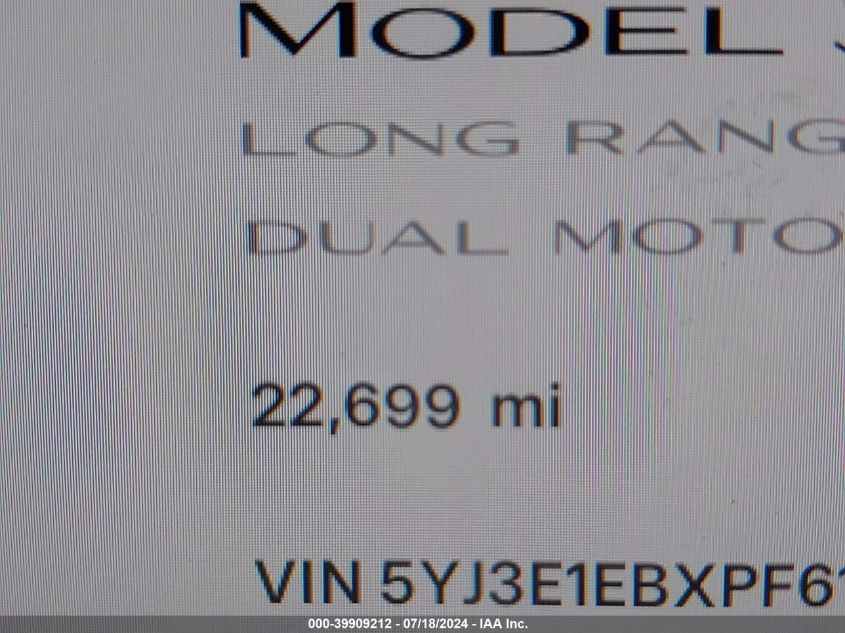 MODEL
LONG RANG
DUAL MOTO
22,699 mi
VIN 5YJ3E1EBXPF6
000-39909212 - 07/18/2024 - IAA Inc.